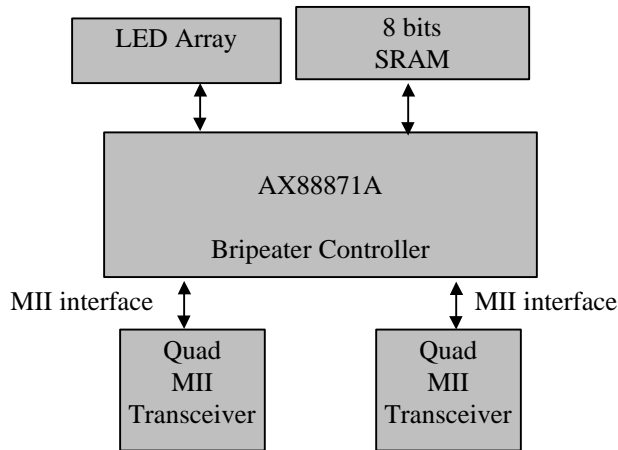 LED Array
8 bits
SRAM
AX88871A
Bripeater Controller
MII interface
MII interface
Quad
MII
Transceiver
Quad
MII
Transceiver